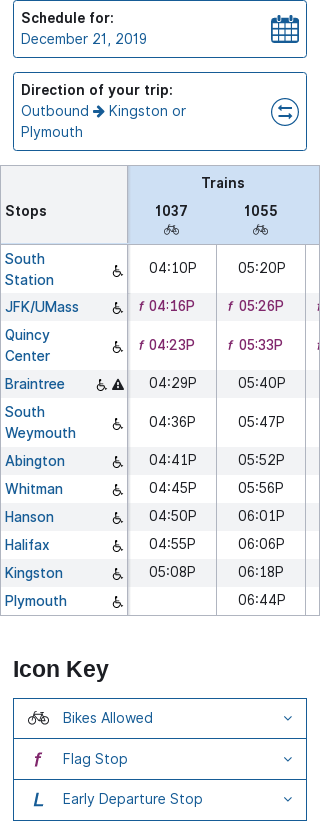 Schedule for:
December 21, 2019
Direction of your trip:
Outbound → Kingston or
Plymouth
Trains
Stops 1037 1055
South
Station 04:10P 05:20P
JFK/UMass f 04:16P f 05:26P
Quincy
Center f 04:23P f 05:33P
Braintree 04:29P 05:40P
South
Weymouth 04:36P 05:47P
Abington 04:41P 05:52P
Whitman 04:45P 05:56P
Hanson 04:50P 06:01P
Halifax 04:55P 06:06P
Kingston 05:08P 06:18P
Plymouth 06:44P
Icon Key
Bikes Allowed
f Flag Stop
L Early Departure Stop